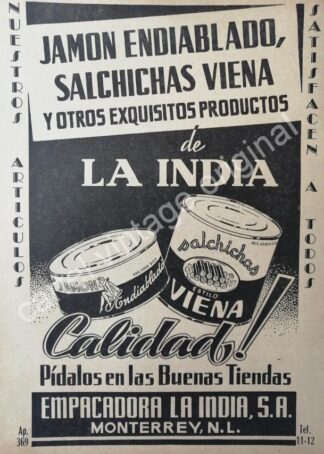 NUESTROS ARTICULOS
SATISFACEN A TODOS
JAMON ENDIABLADO,
SALCHICHAS VIENA
Y OTROS EXQUISITOS PRODUCTOS
de
LA INDIA
JAMON
Endiablado
salchichas
ESTILO
VIENA
Calidad!
Pídalos en las Buenas Tiendas
EMPACADORA LA INDIA, S.A.
MONTERREY, N.L.
Ap.
369
Tel.
11-12